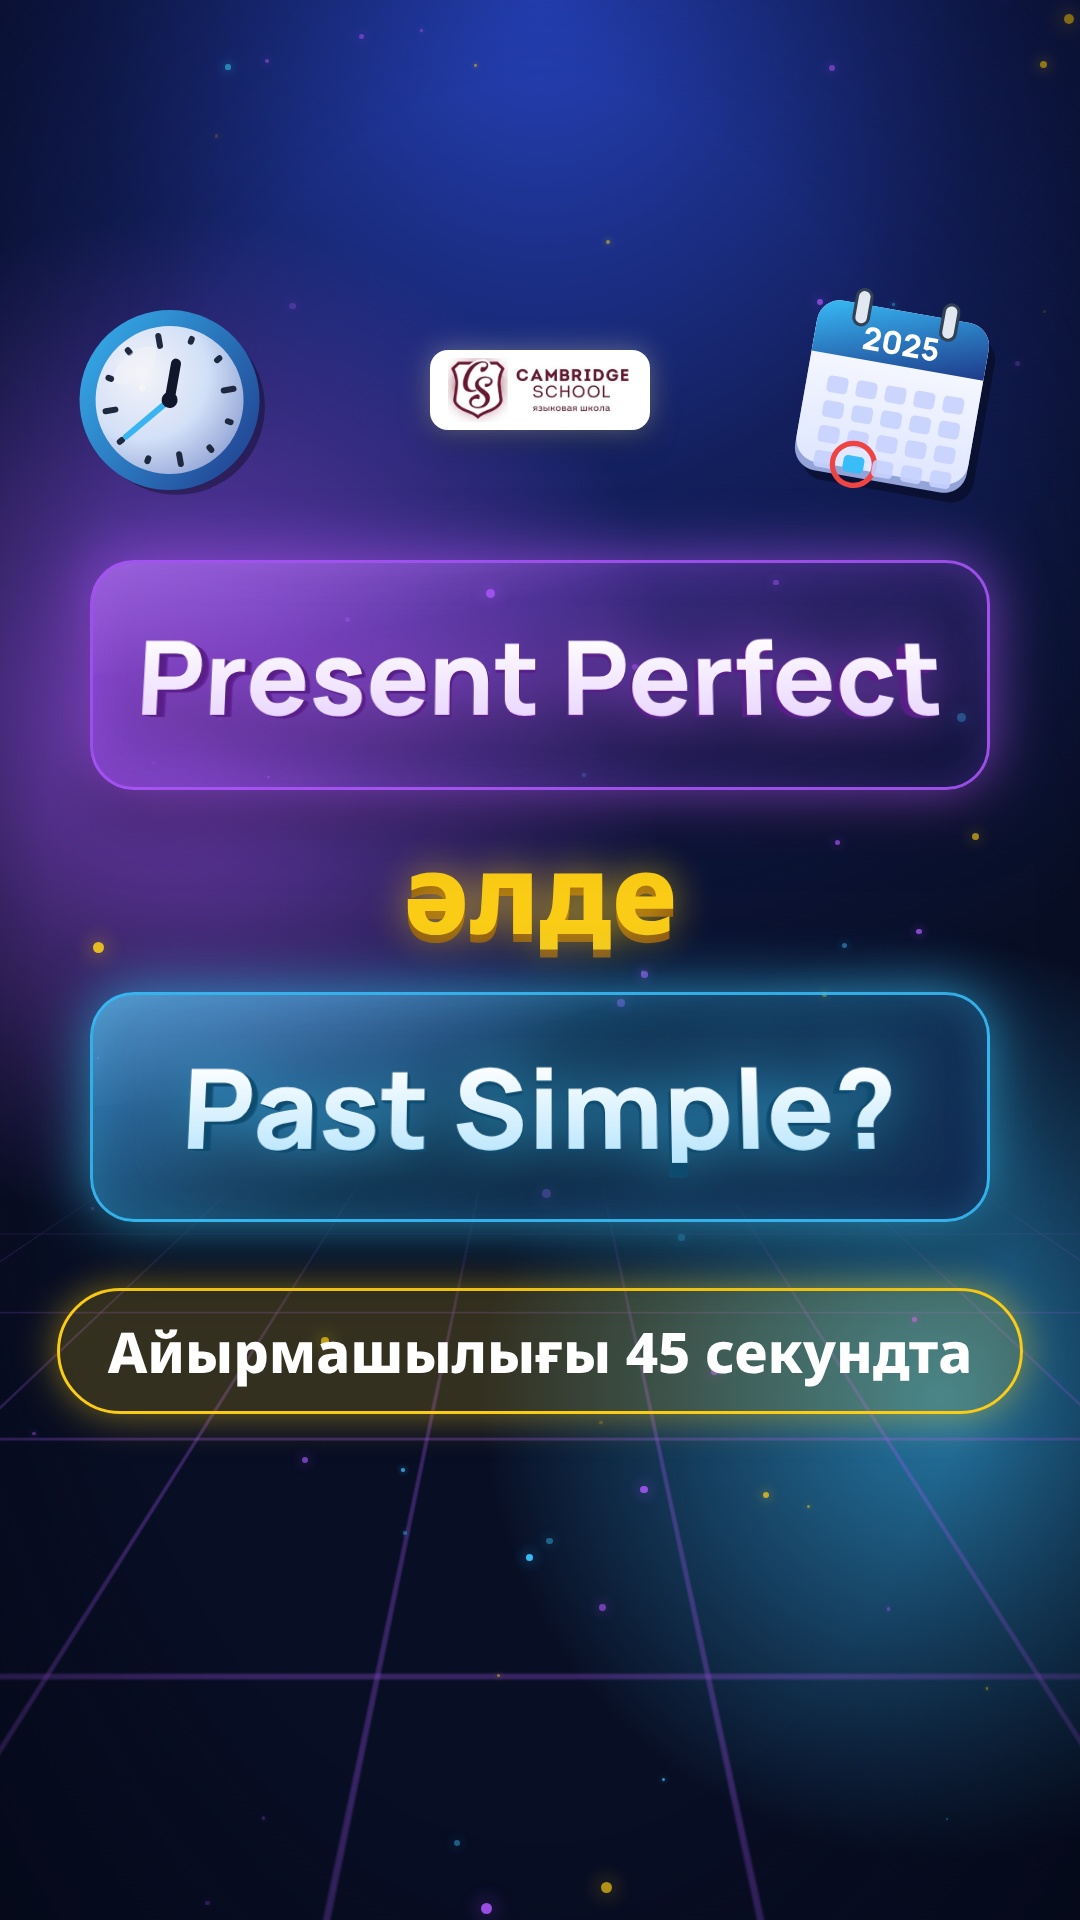 CAMBRIDGE
SCHOOL
языковая школа
2025
Present Perfect
әлде
Past Simple?
Айырмашылығы 45 секундта